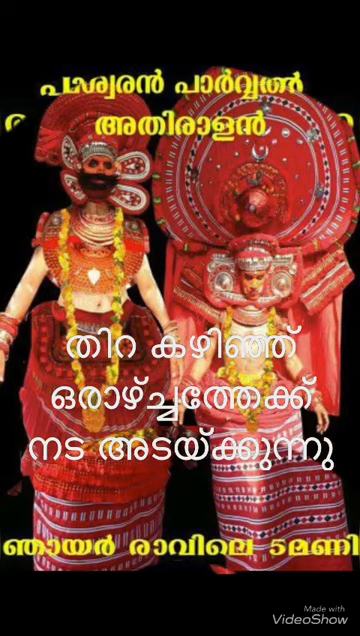 പരമേശ്വരൻ പാർവ്വതി
അതിരാളൻ
തിറ കഴിഞ്ഞ്
ഒരാഴ്ച്ചത്തേക്ക്
നട അടയ്ക്കുന്നു
ഞായർ രാവിലെ 5മണി
Made with
VideoShow